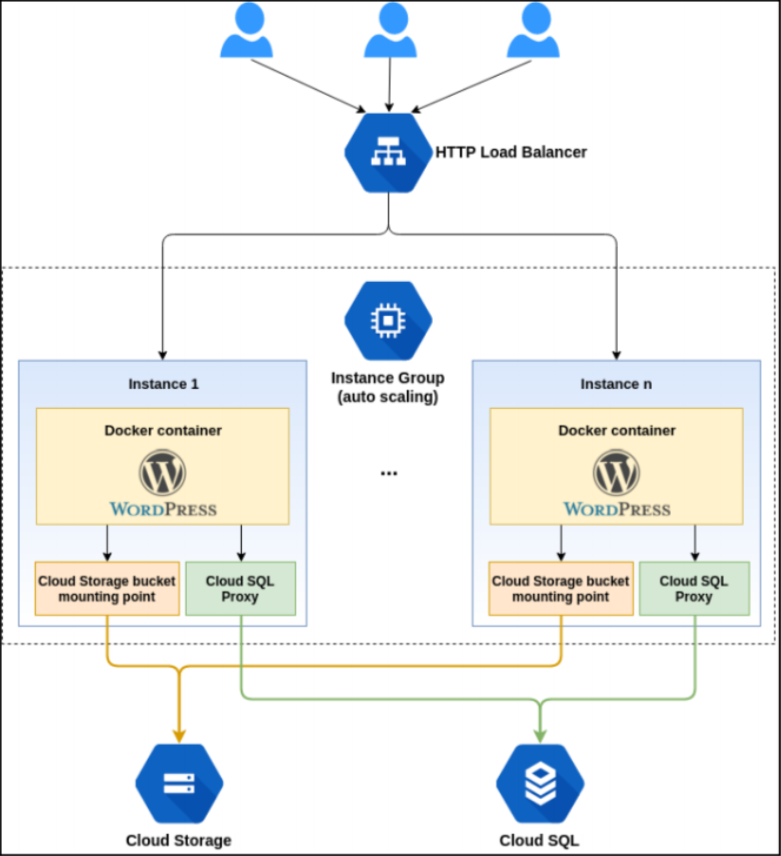 HTTP Load Balancer
Instance Group
(auto scaling)
Instance 1
Docker container
WORDPRESS
Cloud Storage bucket
mounting point
Cloud SQL
Proxy
...
Instance n
Docker container
WORDPRESS
Cloud Storage bucket
mounting point
Cloud SQL
Proxy
Cloud Storage
Cloud SQL